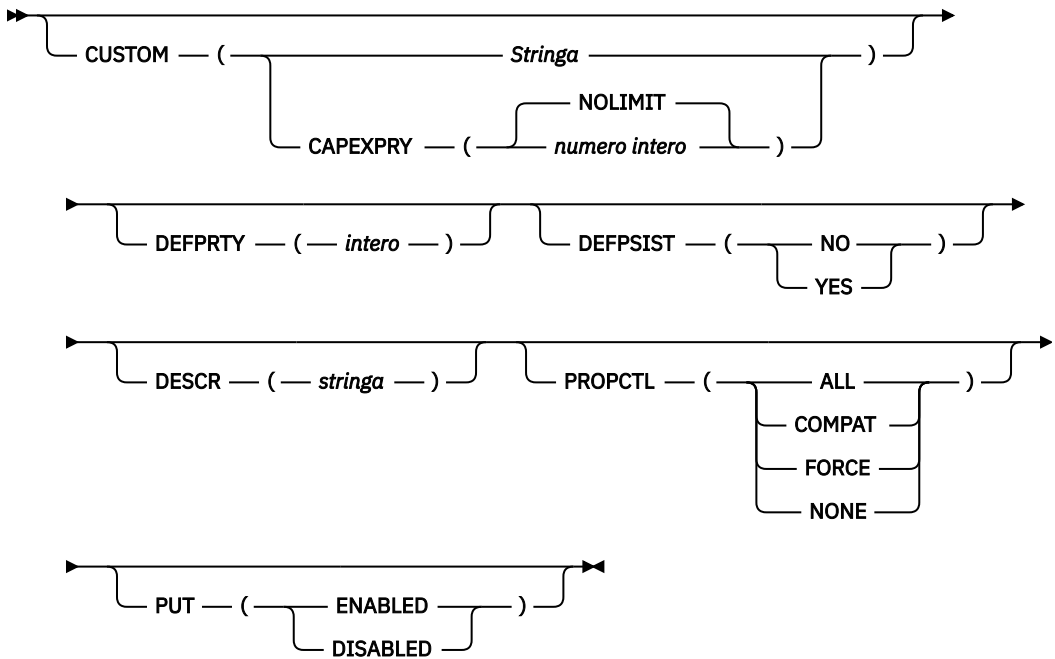 CUSTOM ( Stringa )
NOLIMIT
CAPEXPRY ( numero intero )
DEFPRTY ( intero ) DEFPSIST ( NO )
YES
DESCR ( stringa ) PROPCTL ( ALL )
COMPAT
FORCE
NONE
PUT ( ENABLED )
DISABLED